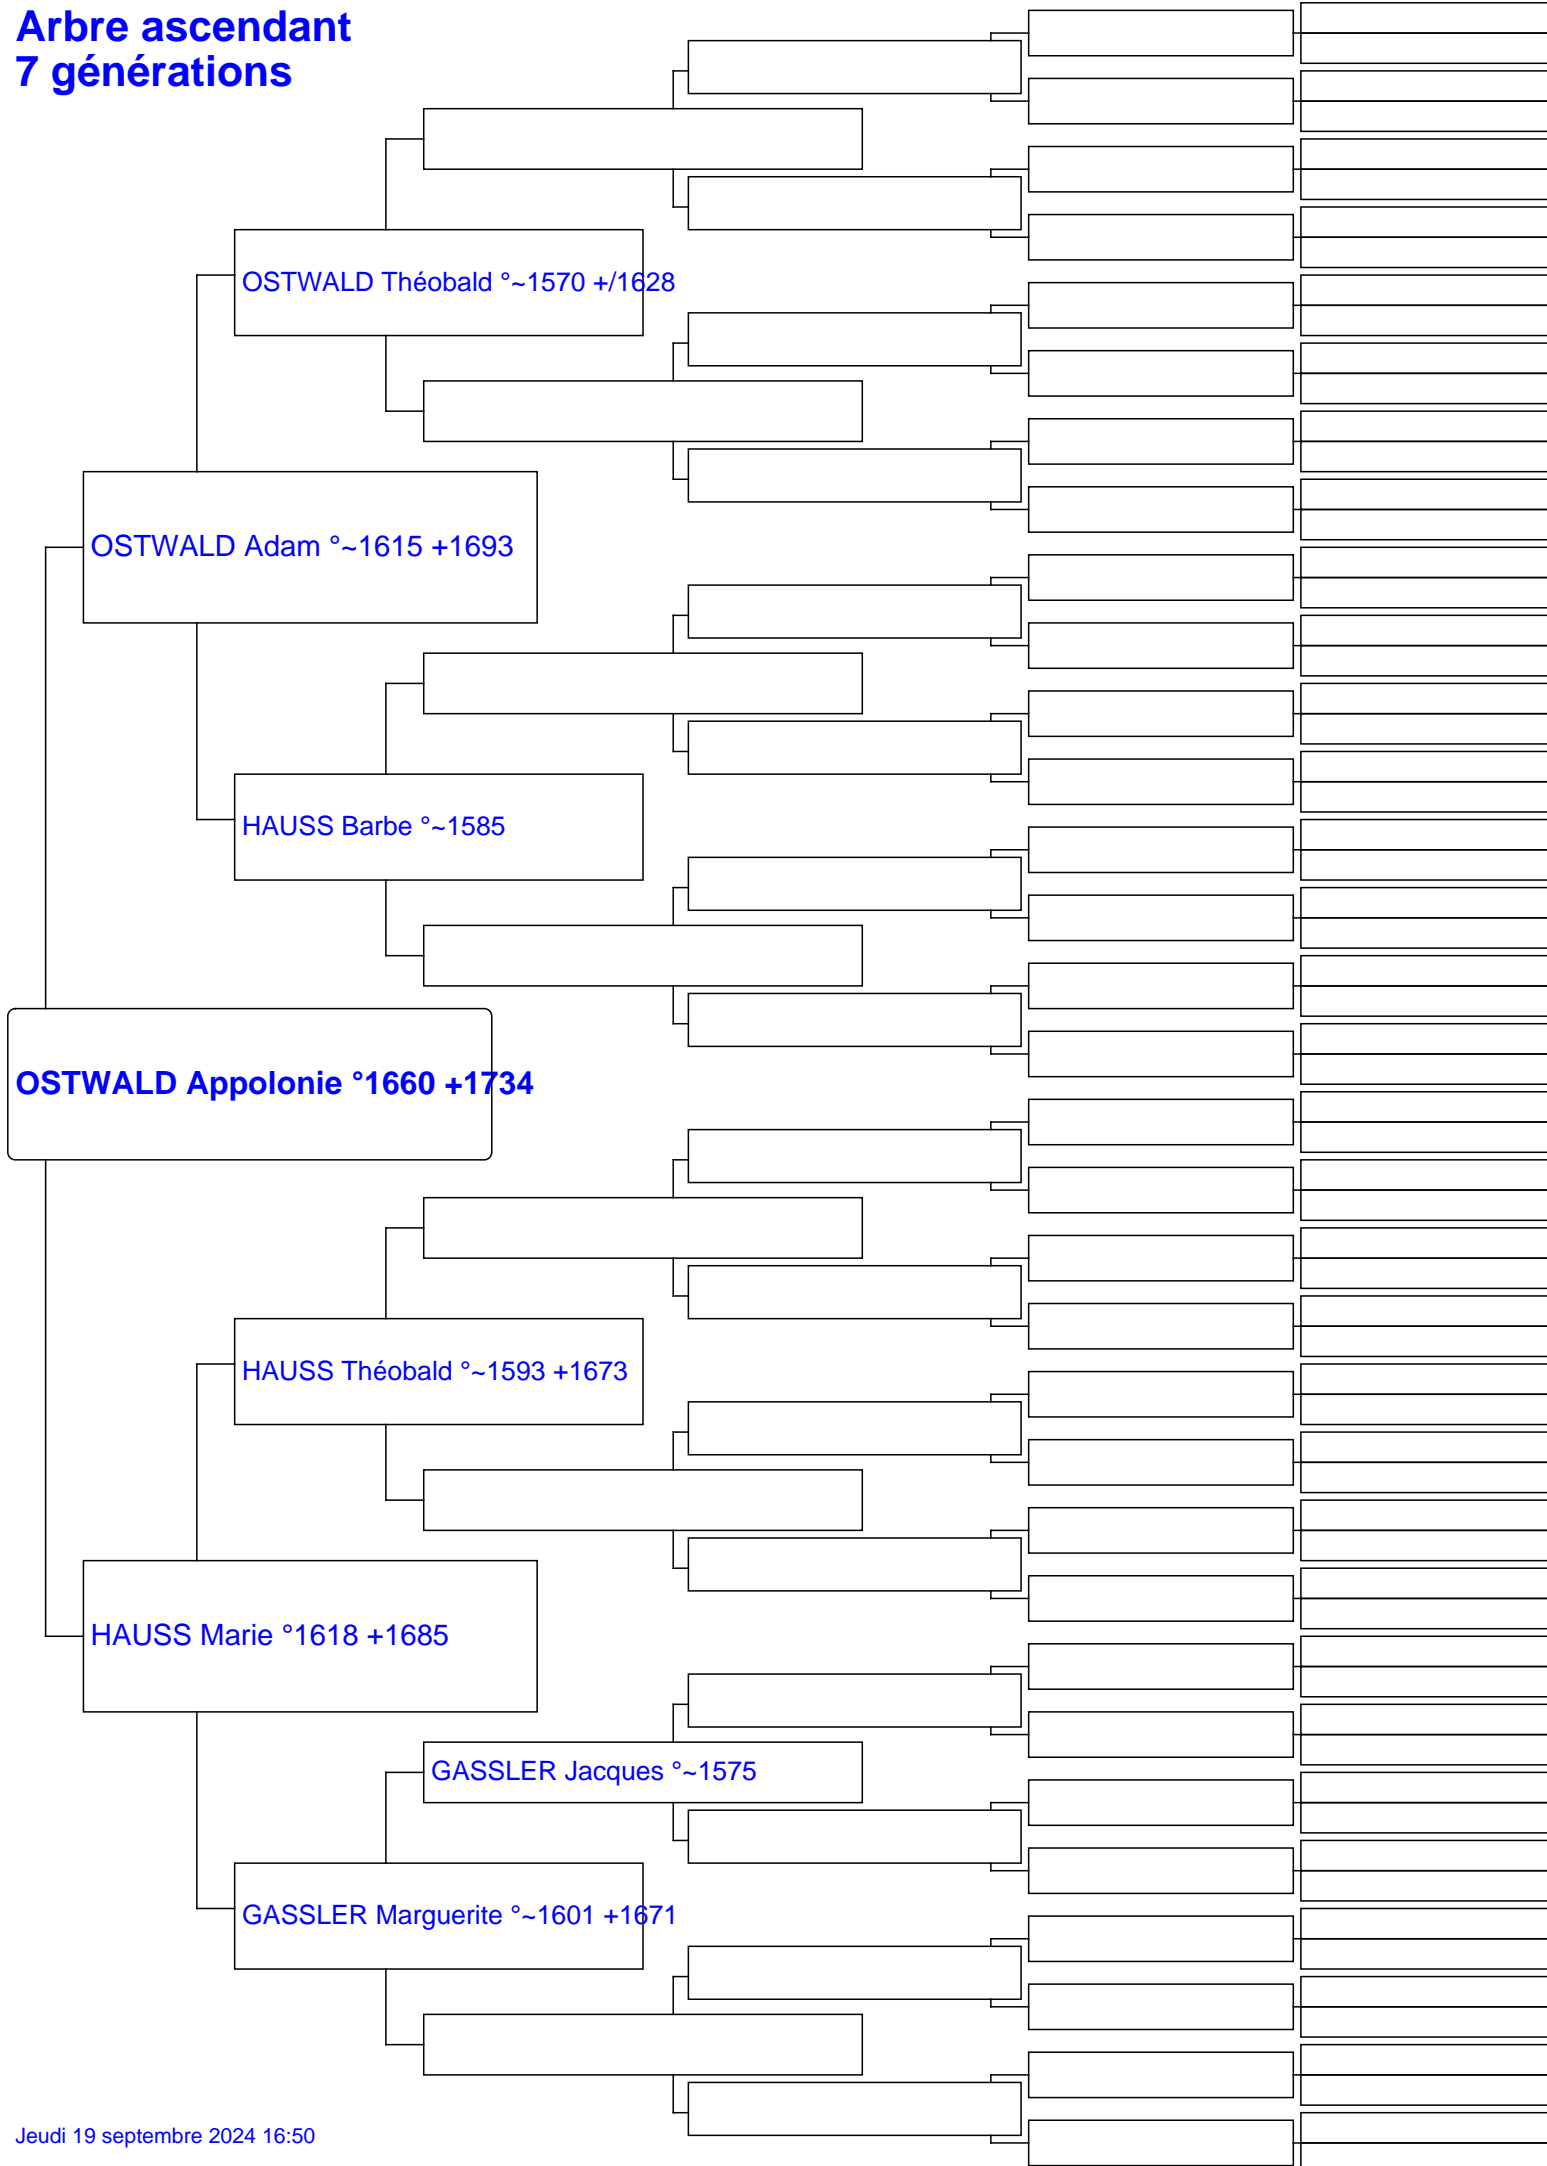 Arbre ascendant
7 générations
OSTWALD Théobald °~1570 +/1628
OSTWALD Adam °~1615 +1693
HAUSS Barbe °~1585
OSTWALD Appolonie °1660 +1734
HAUSS Théobald °~1593 +1673
HAUSS Marie °1618 +1685
GASSLER Jacques °~1575
GASSLER Marguerite °~1601 +1671
Jeudi 19 septembre 2024 16:50